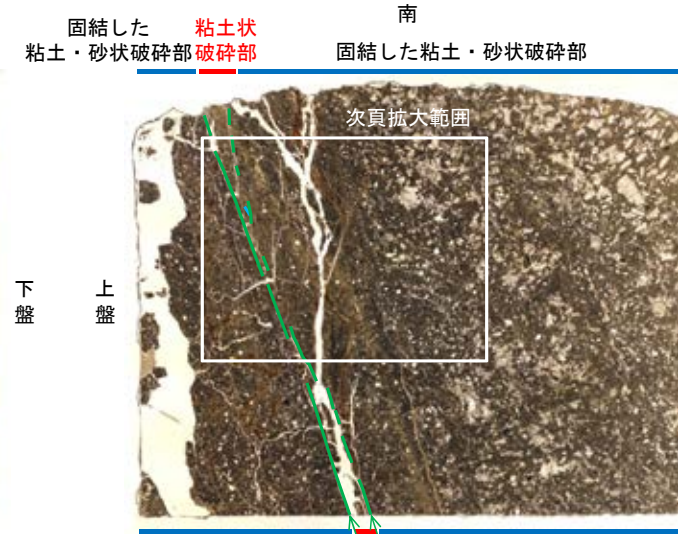 南
固結した
粘土・砂状破砕部
粘土状
破砕部
固結した粘土・砂状破砕部
次頁拡大範囲
下
盤
上
盤